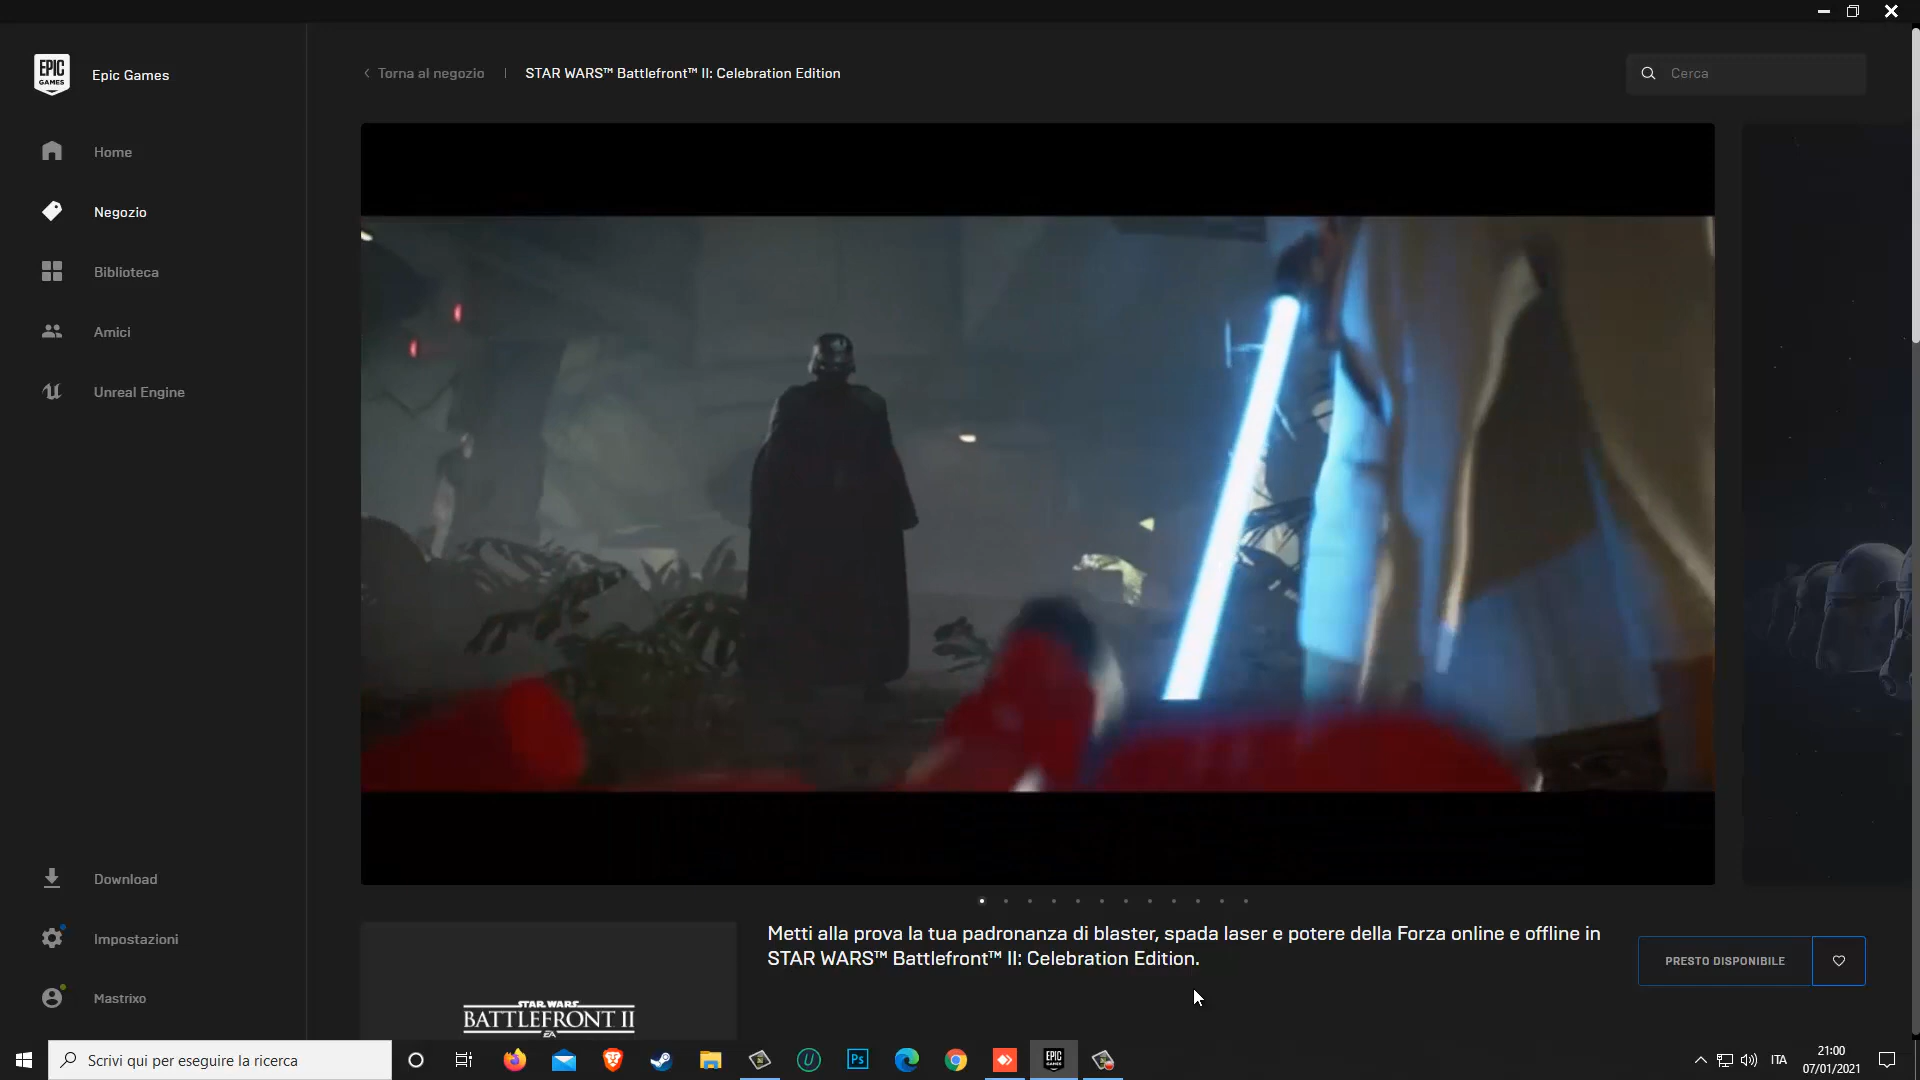 EPIC
GAMES
Epic Games
Torna al negozio
STAR WARS™ Battlefront™ II: Celebration Edition
Cerca
Home
Negozio
Biblioteca
Amici
Unreal Engine
Download
Impostazioni
Mastrixo
Metti alla prova la tua padronanza di blaster, spada laser e potere della Forza online e offline in
STAR WARS™ Battlefront™ II: Celebration Edition.
PRESTO DISPONIBILE
STAR WARS
BATTLEFRONT II
EA
Scrivi qui per eseguire la ricerca
Ps
EPIC
GAMES
ITA
21:00
07/01/2021